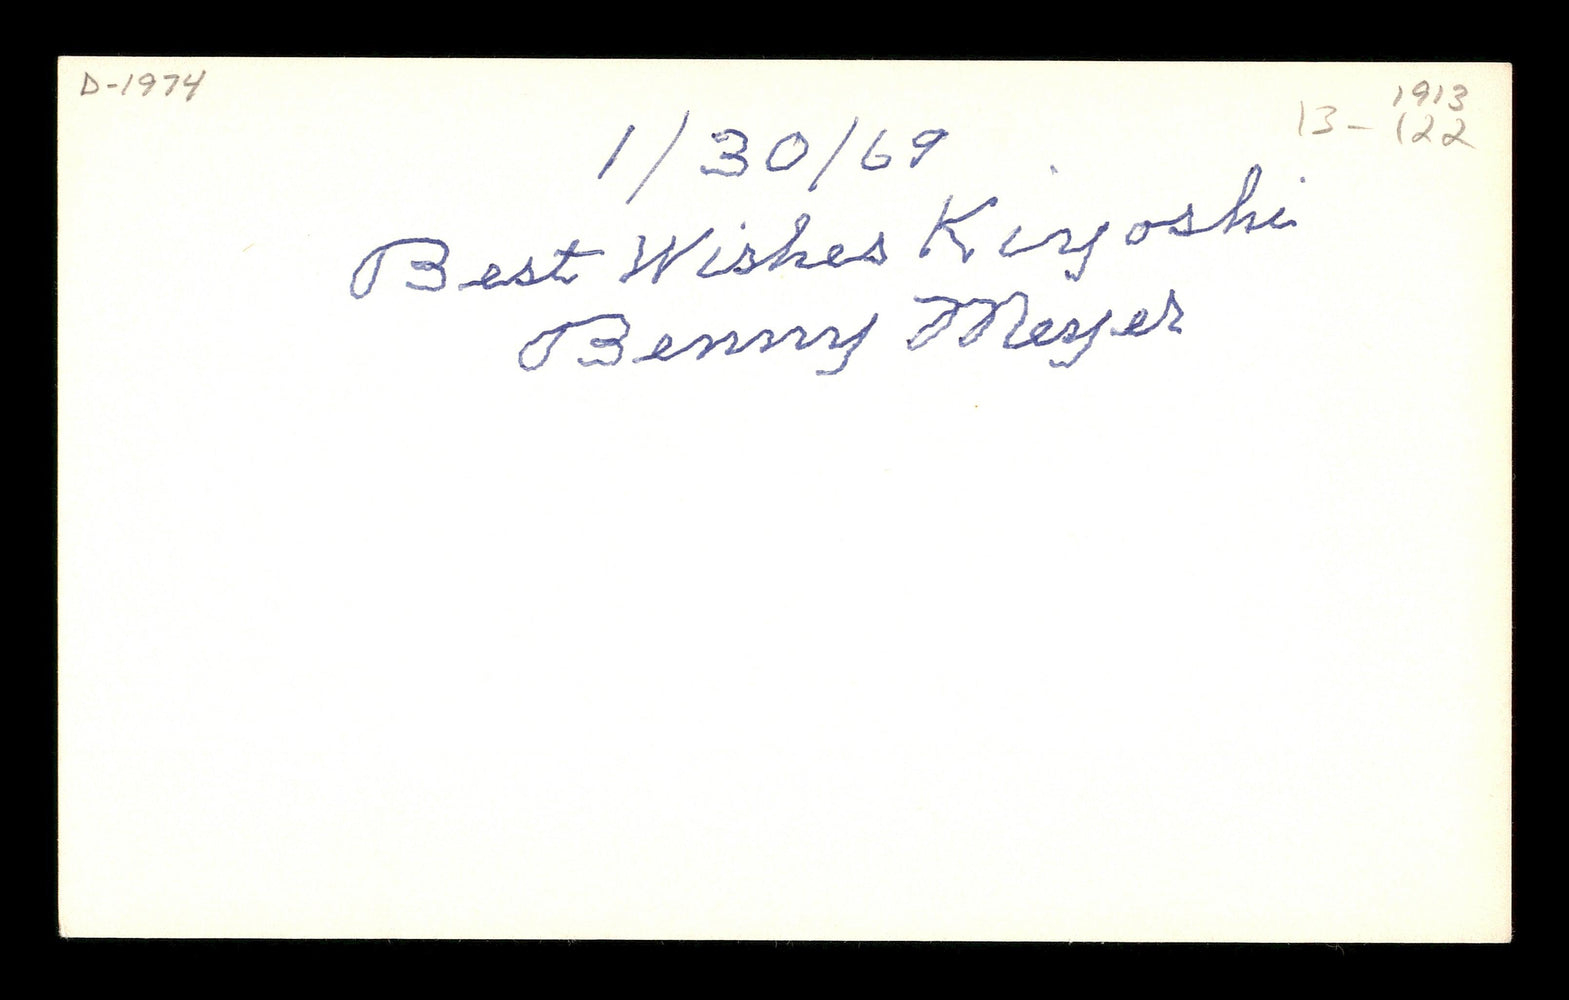 D-1974
1913
13-122
1/30/69
Best Wishes Kiyoshi
Benny Meyer